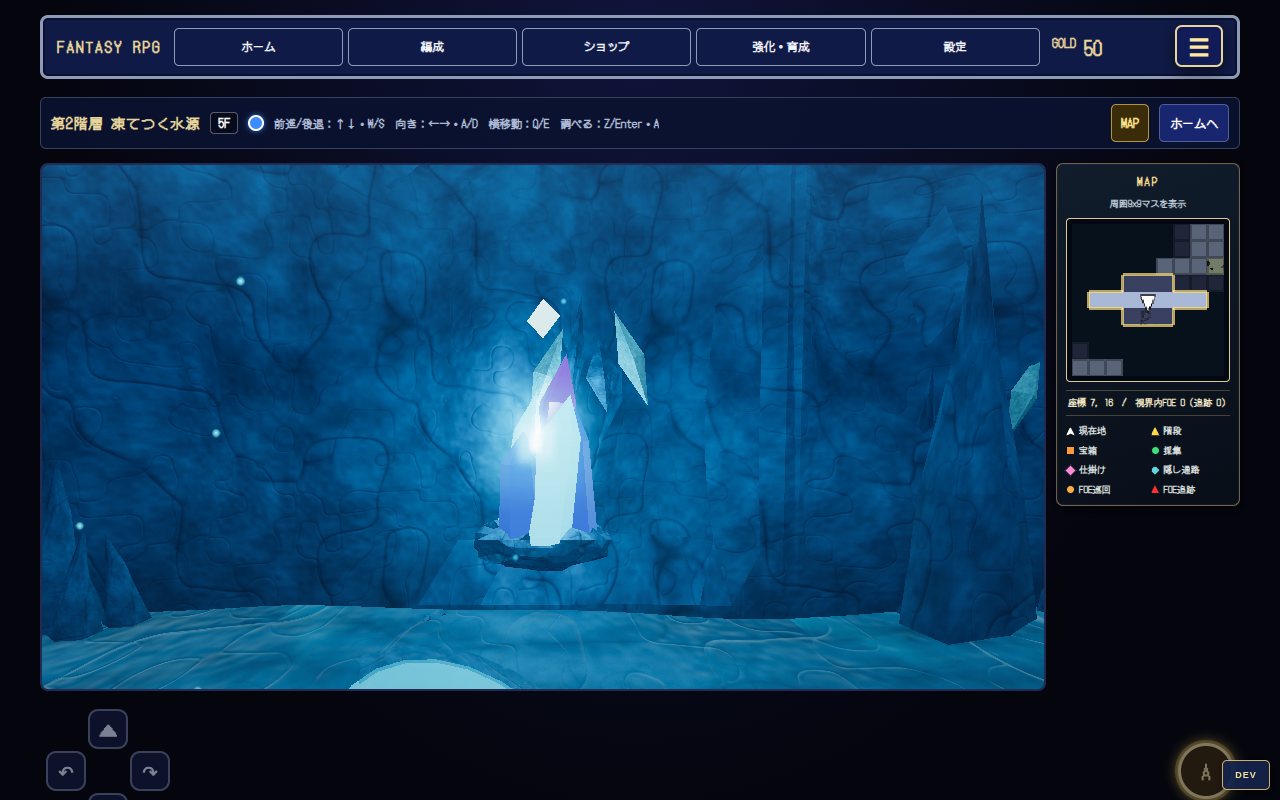 FANTASY RPG
ホーム
編成
ショップ
強化・育成
設定
GOLD 50
第2階層 凍てつく水源
5F
前進/後退：↑↓・W/S 向き：←→・A/D 横移動：Q/E 調べる：Z/Enter・A
MAP
ホームへ
MAP
周囲9x9マスを表示
座標 7, 16 / 視界内FOE 0 (追跡 0)
現在地
階段
宝箱
採集
仕掛け
隠し通路
FOE巡回
FOE追跡
A
DEV